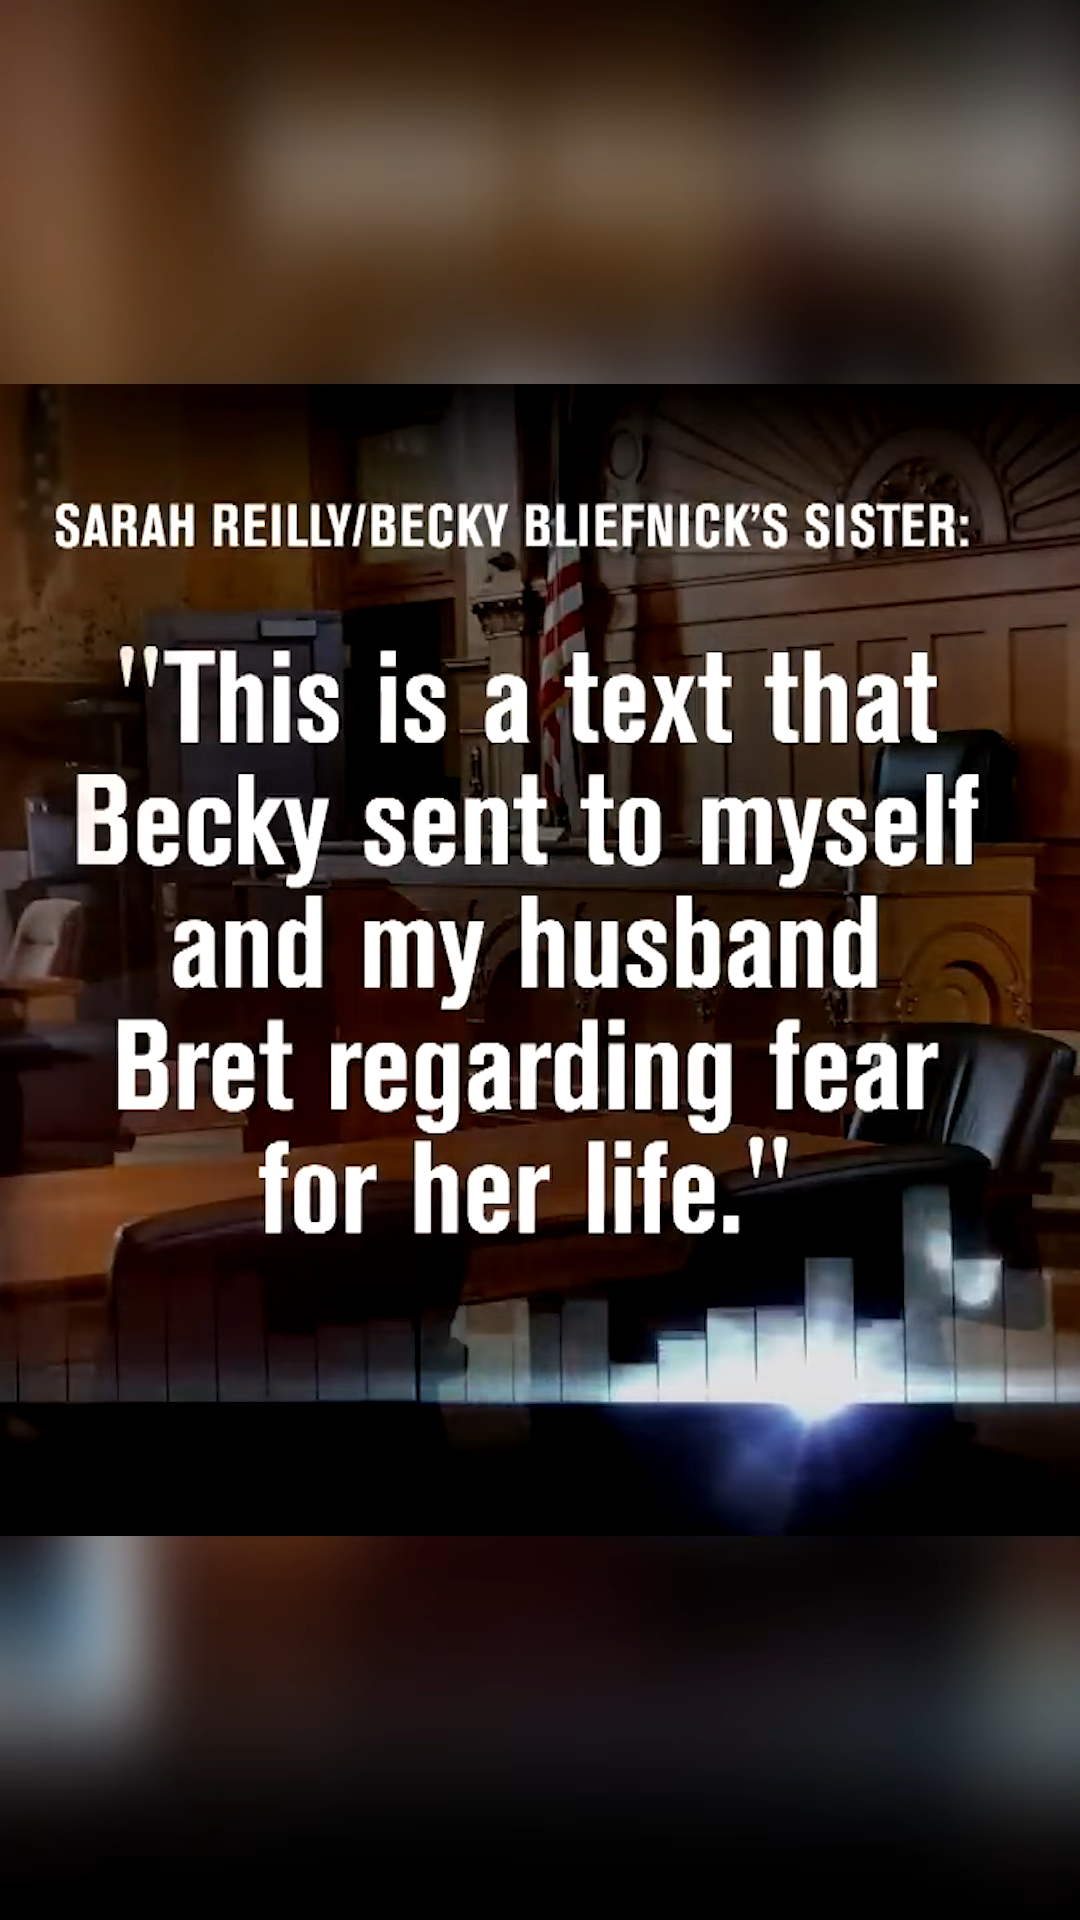 SARAH REILLY/BECKY BLIEFNICK’S SISTER:
"This is a text that
Becky sent to myself
and my husband
Bret regarding fear
for her life."